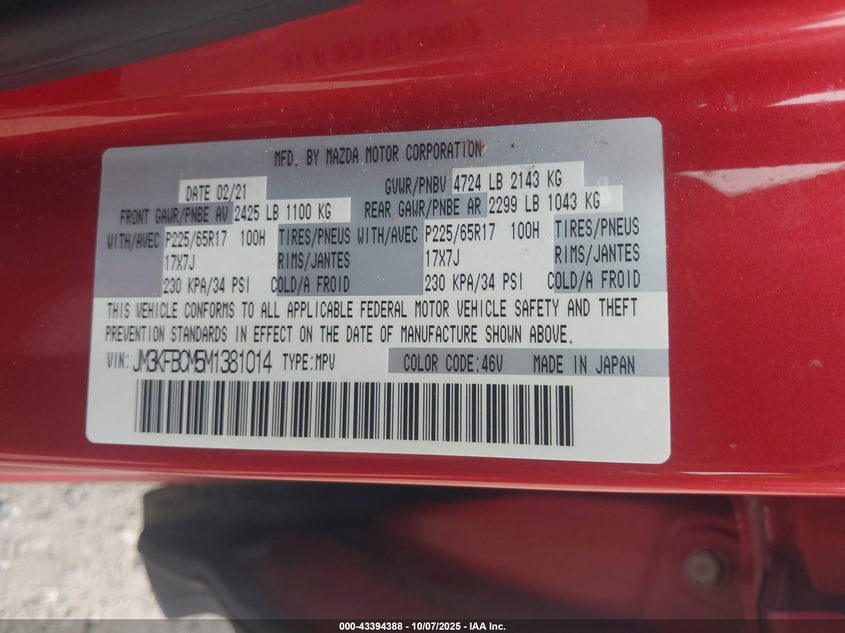 MFD. BY MAZDA MOTOR CORPORATION
DATE 02/21 GVWR/PNBV 4724 LB 2143 KG
FRONT GAWR/PNBE AV 2425 LB 1100 KG REAR GAWR/PNBE AR 2299 LB 1043 KG
WITH/AVEC P225/65R17 100H TIRES/PNEUS WITH/AVEC P225/65R17 100H TIRES/PNEUS
17X7J RIMS/JANTES 17X7J RIMS/JANTES
230 KPA/34 PSI COLD/A FROID 230 KPA/34 PSI COLD/A FROID
THIS VEHICLE CONFORMS TO ALL APPLICABLE FEDERAL MOTOR VEHICLE SAFETY AND THEFT
PREVENTION STANDARDS IN EFFECT ON THE DATE OF MANUFACTURE SHOWN ABOVE.
VIN: JM3KFBCM5M1381014 TYPE:MPV COLOR CODE:46V MADE IN JAPAN
000-43394388 - 10/07/2025 - IAA Inc.